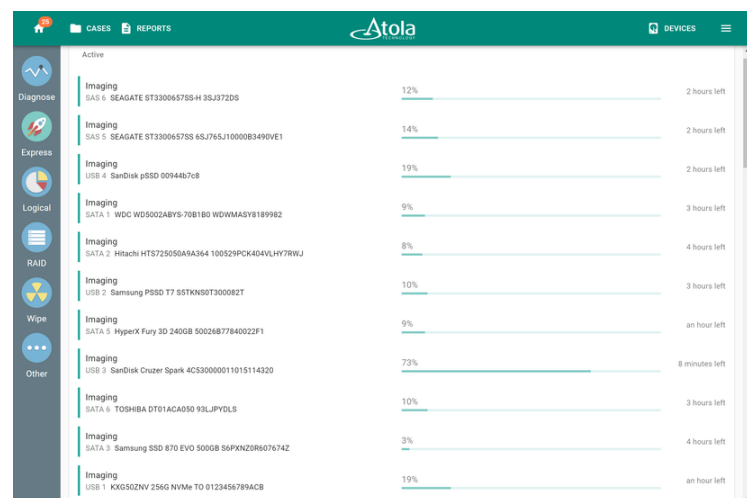 75
CASES REPORTS
Atola
TECHNOLOGY
DEVICES
Diagnose
Express
Logical
RAID
Wipe
Other
Active
Imaging
SAS 6 SEAGATE ST3300657SS-H 3SJ372DS
12%
2 hours left
Imaging
SAS 5 SEAGATE ST3300657SS 6SJ765J10000B3490VE1
14%
2 hours left
Imaging
USB 4 SanDisk pSSD 00944b7c8
19%
2 hours left
Imaging
SATA 1 WDC WD5002ABYS-70B1B0 WDWMASY8189982
9%
3 hours left
Imaging
SATA 2 Hitachi HTS725050A9A364 100529PCK404VLHY7RWJ
8%
4 hours left
Imaging
USB 2 Samsung PSSD T7 S5TKNS0T300082T
10%
3 hours left
Imaging
SATA 5 HyperX Fury 3D 240GB 50026B77840022F1
9%
an hour left
Imaging
USB 3 SanDisk Cruzer Spark 4C530000011015114320
73%
8 minutes left
Imaging
SATA 6 TOSHIBA DT01ACA050 93LJPYDLS
10%
3 hours left
Imaging
SATA 3 Samsung SSD 870 EVO 500GB S6PXNZ0R607674Z
3%
4 hours left
Imaging
USB 1 KXG50ZNV 256G NVMe TO 0123456789ACB
19%
an hour left